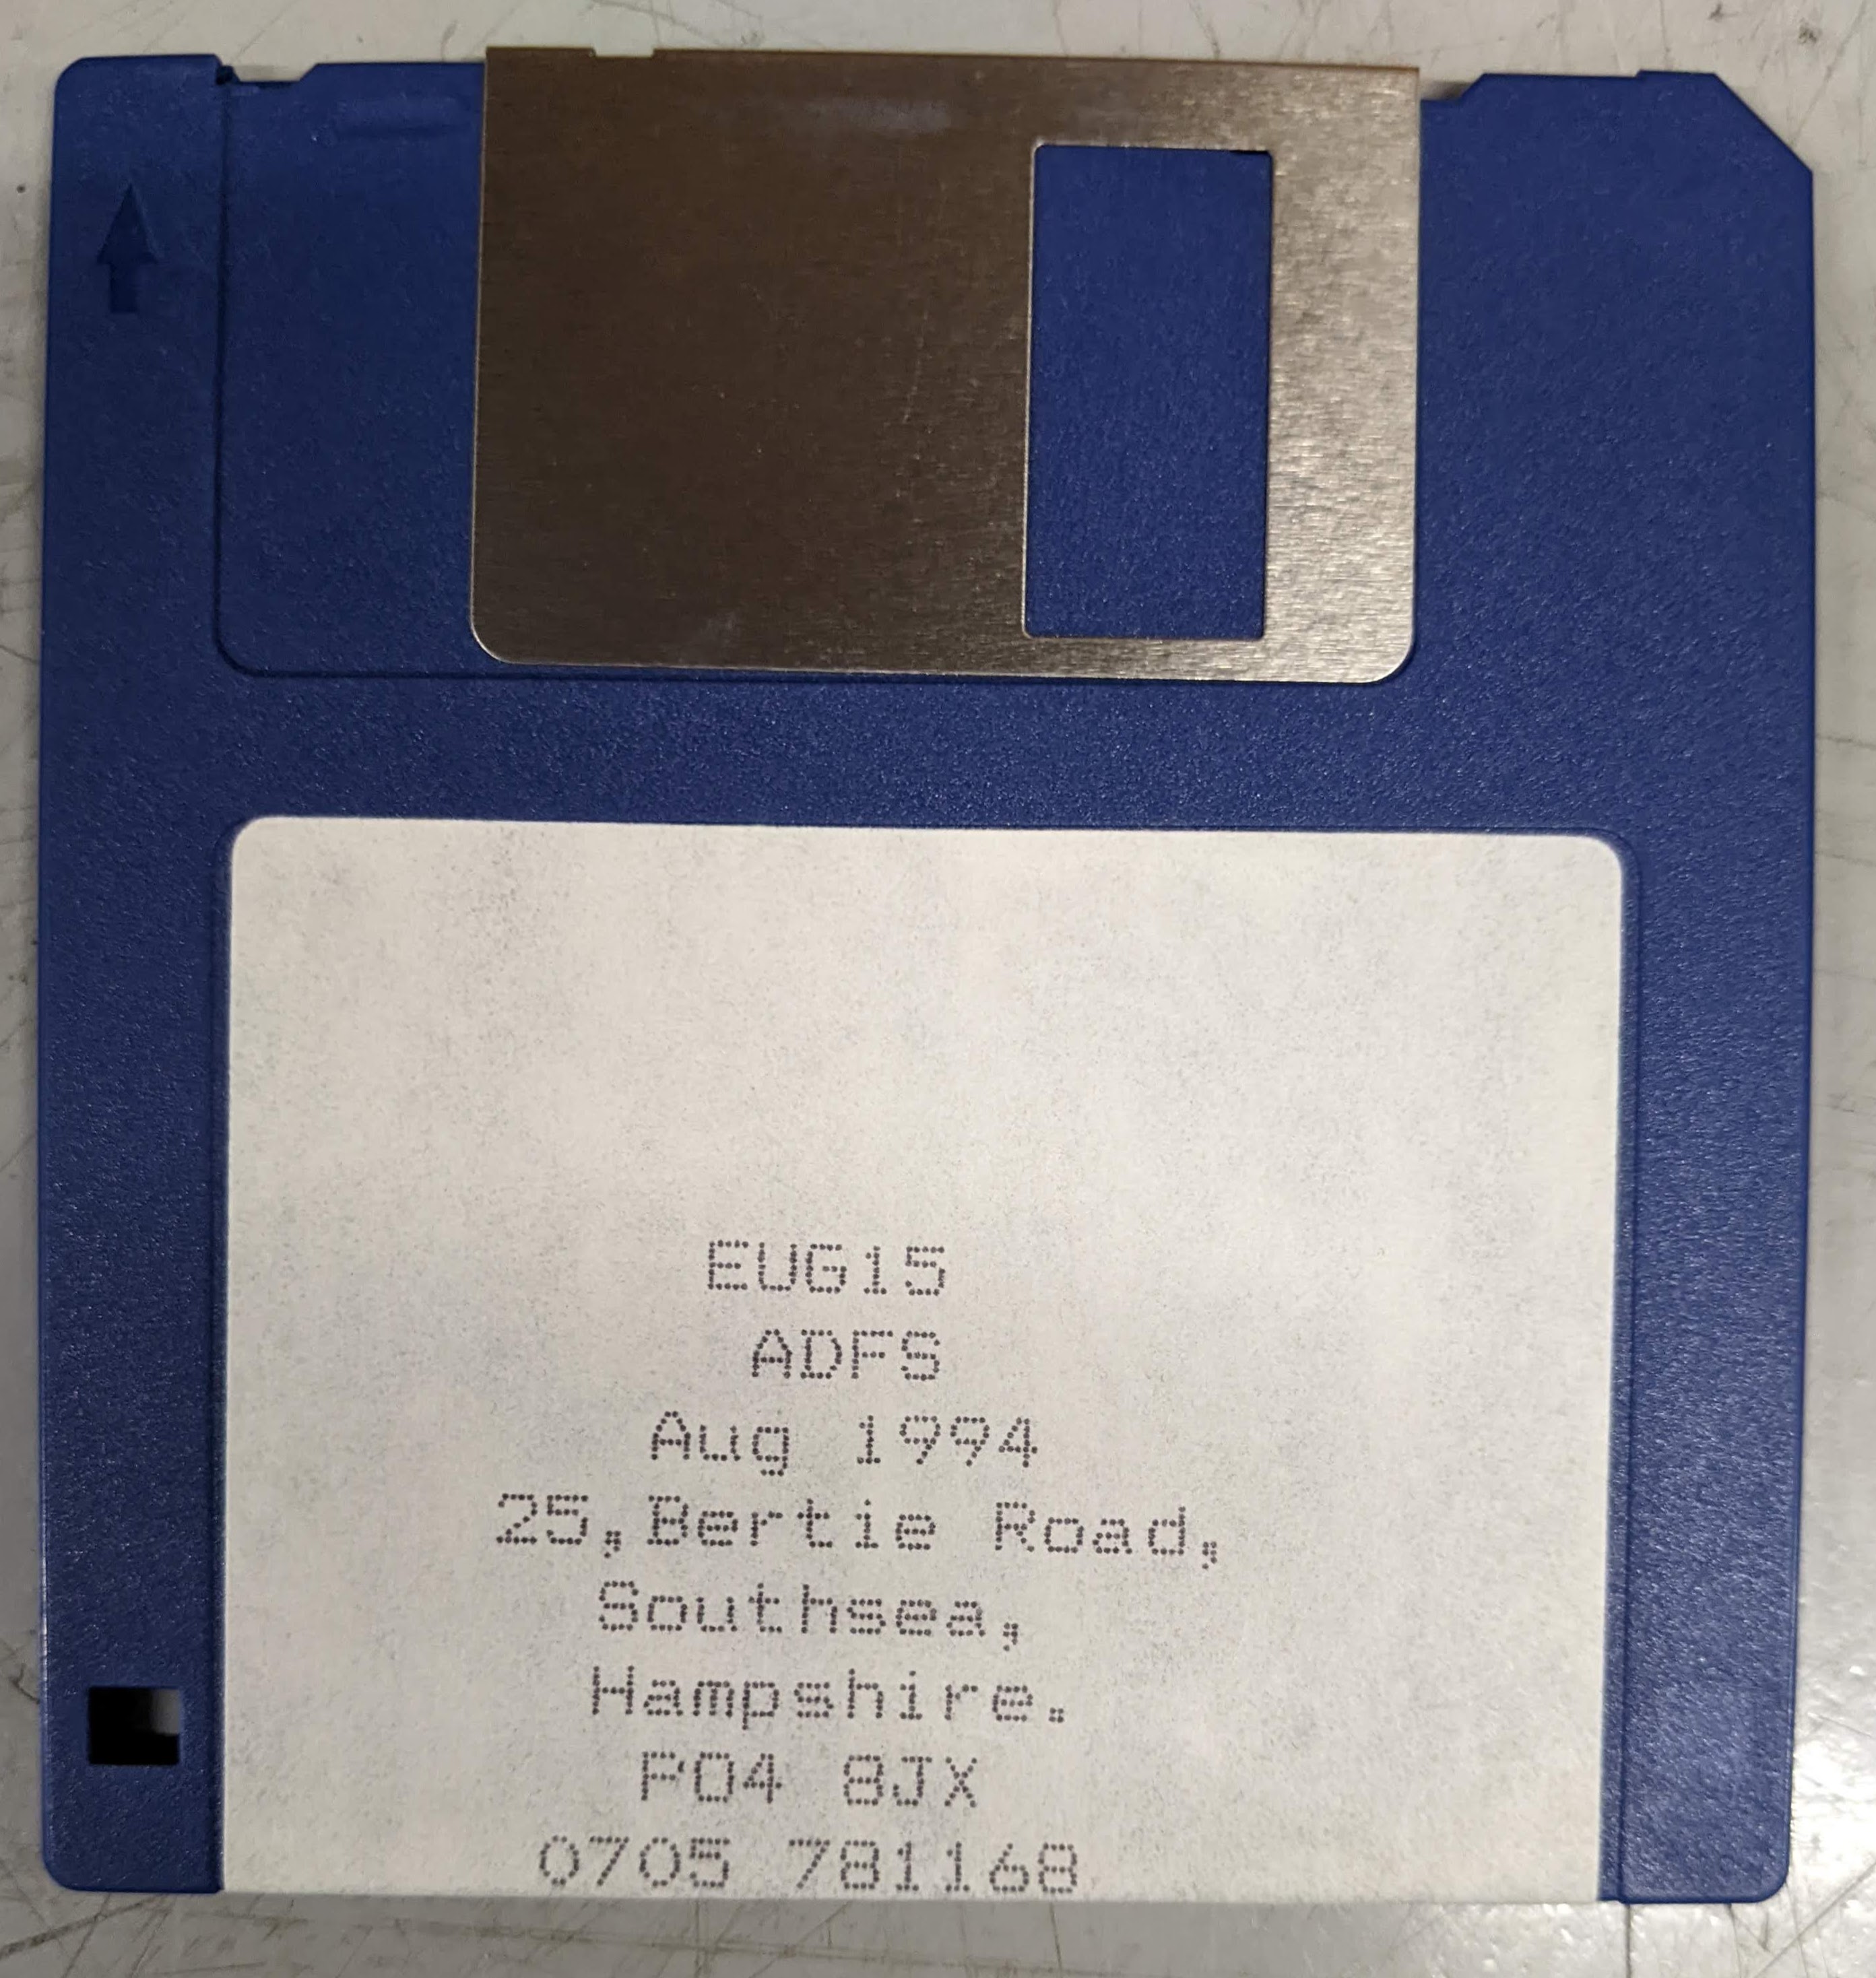 EUG15
ADFS
Aug 1994
25,Bertie Road,
Southsea,
Hampshire.
PO4 8JX
0705 781168